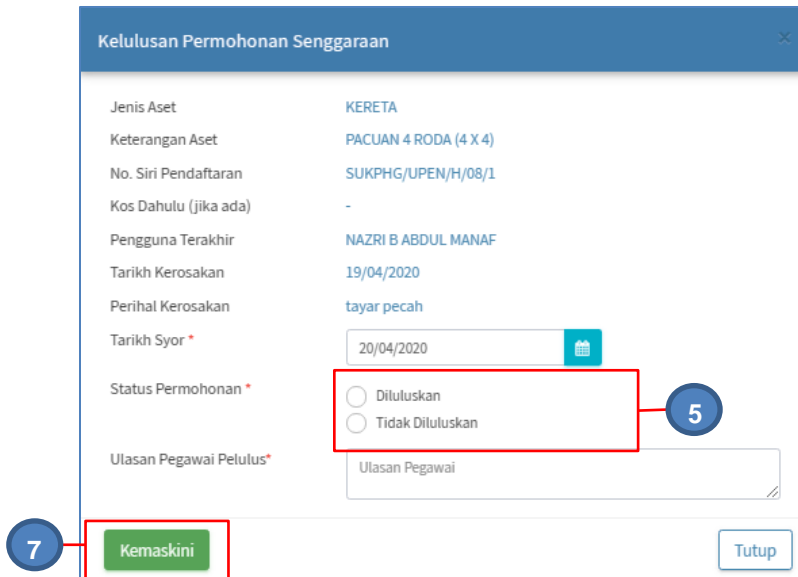 Kelulusan Permohonan Senggaraan ×
Jenis Aset KERETA
Keterangan Aset PACUAN 4 RODA (4 X 4)
No. Siri Pendaftaran SUKPHG/UPEN/H/08/1
Kos Dahulu (jika ada) -
Pengguna Terakhir NAZRI B ABDUL MANAF
Tarikh Kerosakan 19/04/2020
Perihal Kerosakan tayar pecah
Tarikh Syor * 20/04/2020
Status Permohonan * Diluluskan
5
Tidak Diluluskan
Ulasan Pegawai Pelulus* Ulasan Pegawai
7 Kemaskini Tutup